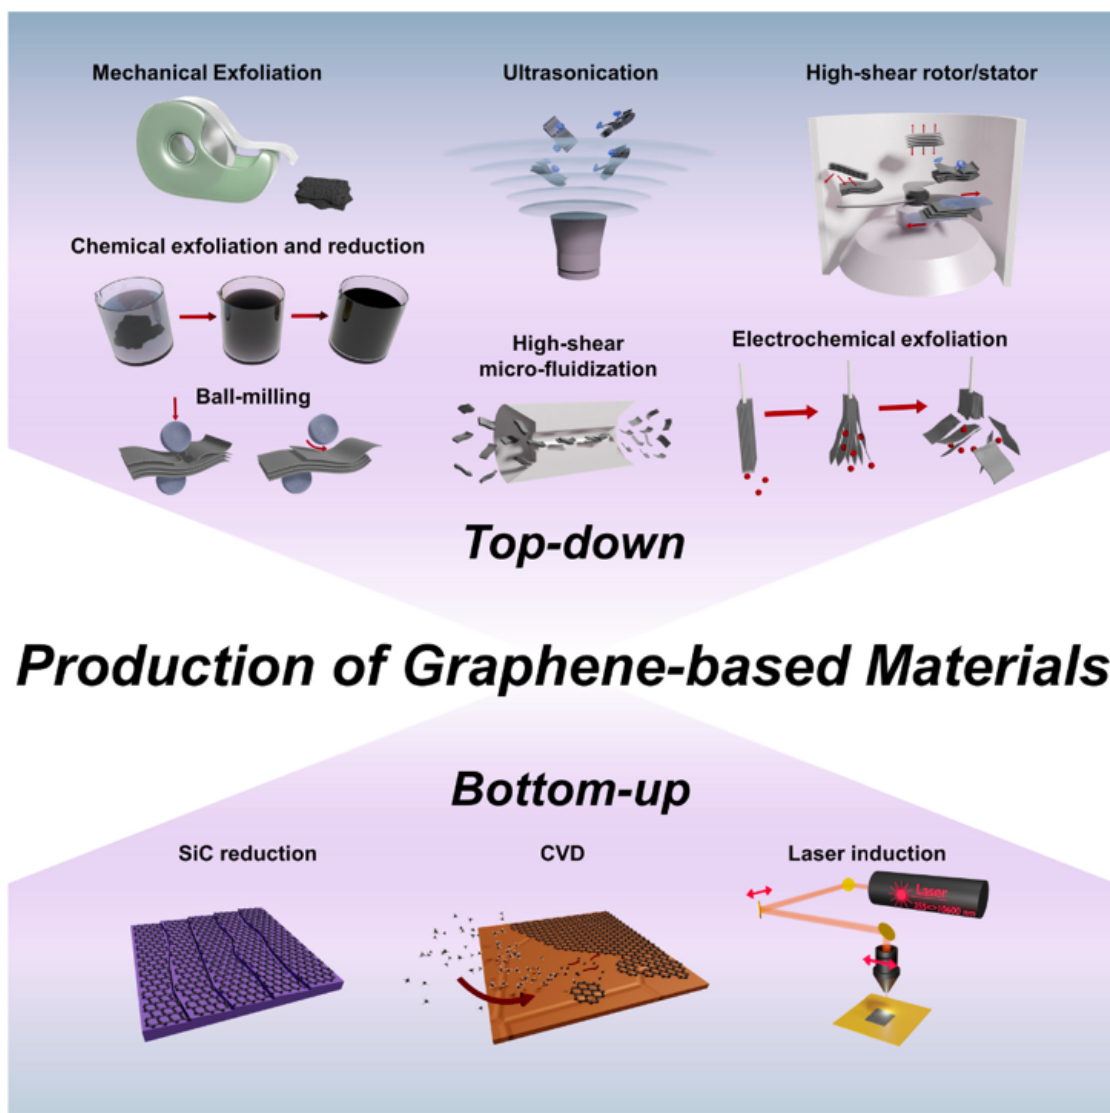 Mechanical Exfoliation
Ultrasonication
High-shear rotor/stator
Chemical exfoliation and reduction
High-shear
micro-fluidization
Electrochemical exfoliation
Ball-milling
Top-down
Production of Graphene-based Materials
Bottom-up
SiC reduction
CVD
Laser induction
Laser